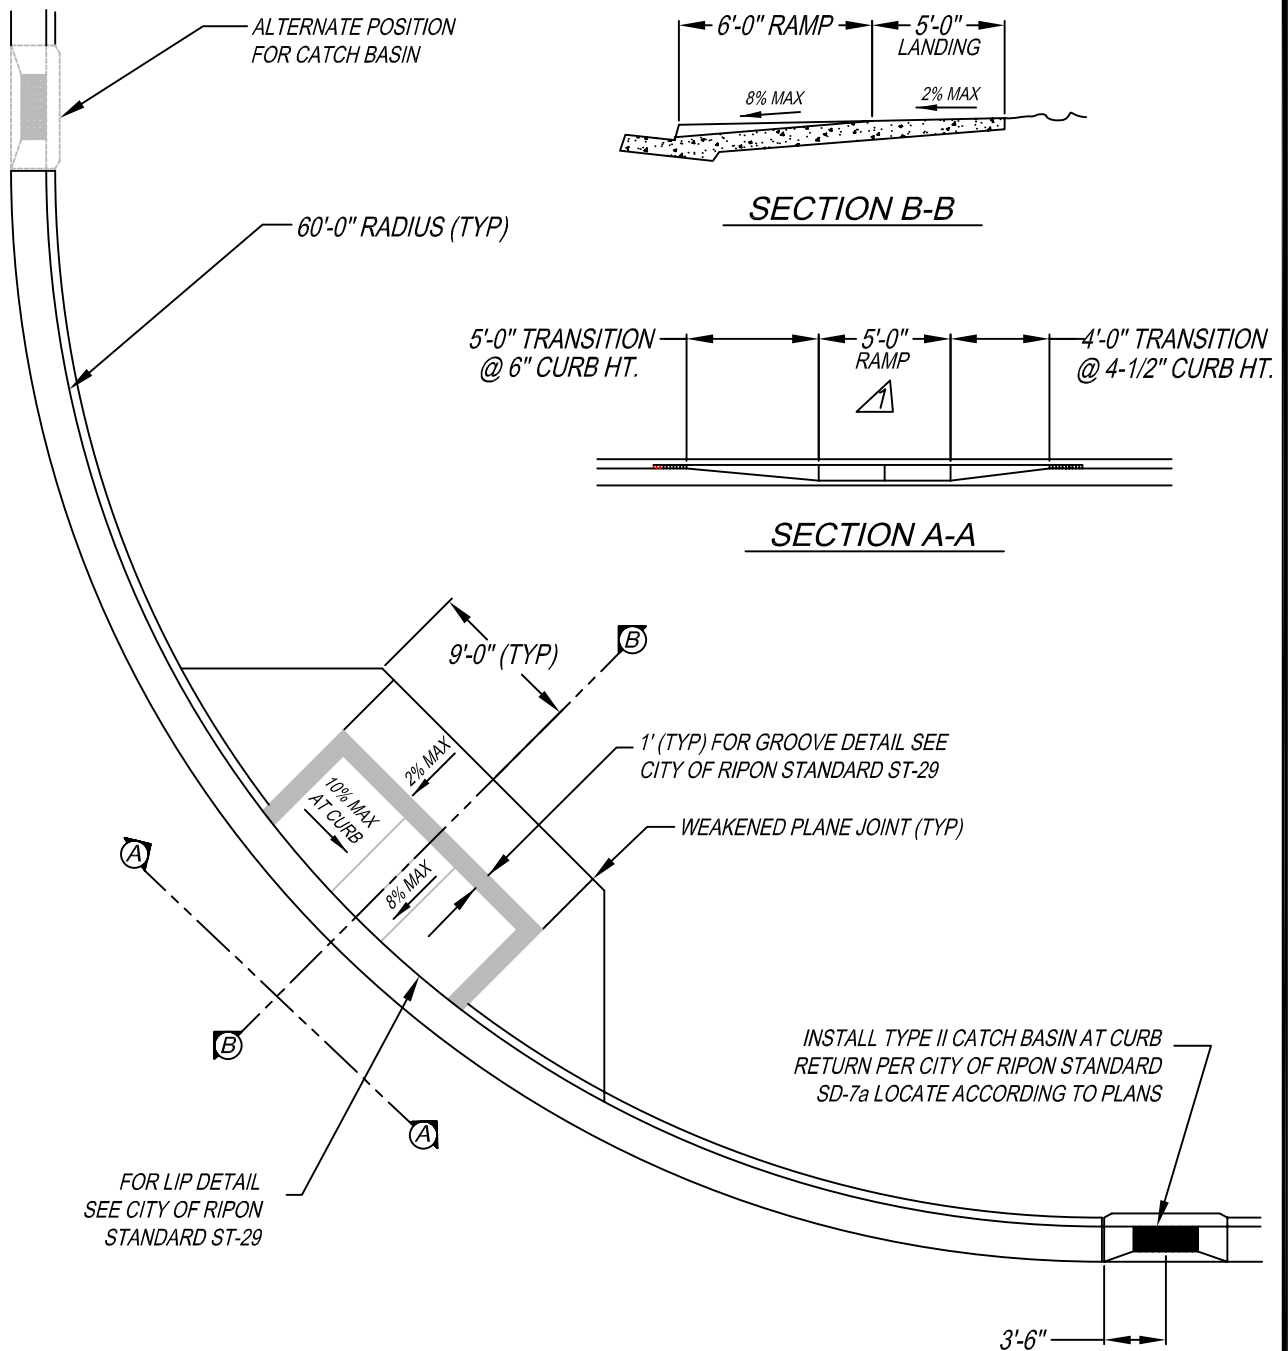 ALTERNATE POSITION
FOR CATCH BASIN
6'-0" RAMP
5'-0"
LANDING
8% MAX
2% MAX
SECTION B-B
60'-0" RADIUS (TYP)
5'-0" TRANSITION
@ 6" CURB HT.
5'-0"
RAMP
1
4'-0" TRANSITION
@ 4-1/2" CURB HT.
SECTION A-A
9'-0" (TYP)
B
2% MAX
10% MAX
AT CURB
8% MAX
1' (TYP) FOR GROOVE DETAIL SEE
CITY OF RIPON STANDARD ST-29
WEAKENED PLANE JOINT (TYP)
A
B
A
INSTALL TYPE II CATCH BASIN AT CURB
RETURN PER CITY OF RIPON STANDARD
SD-7a LOCATE ACCORDING TO PLANS
FOR LIP DETAIL
SEE CITY OF RIPON
STANDARD ST-29
3'-6"